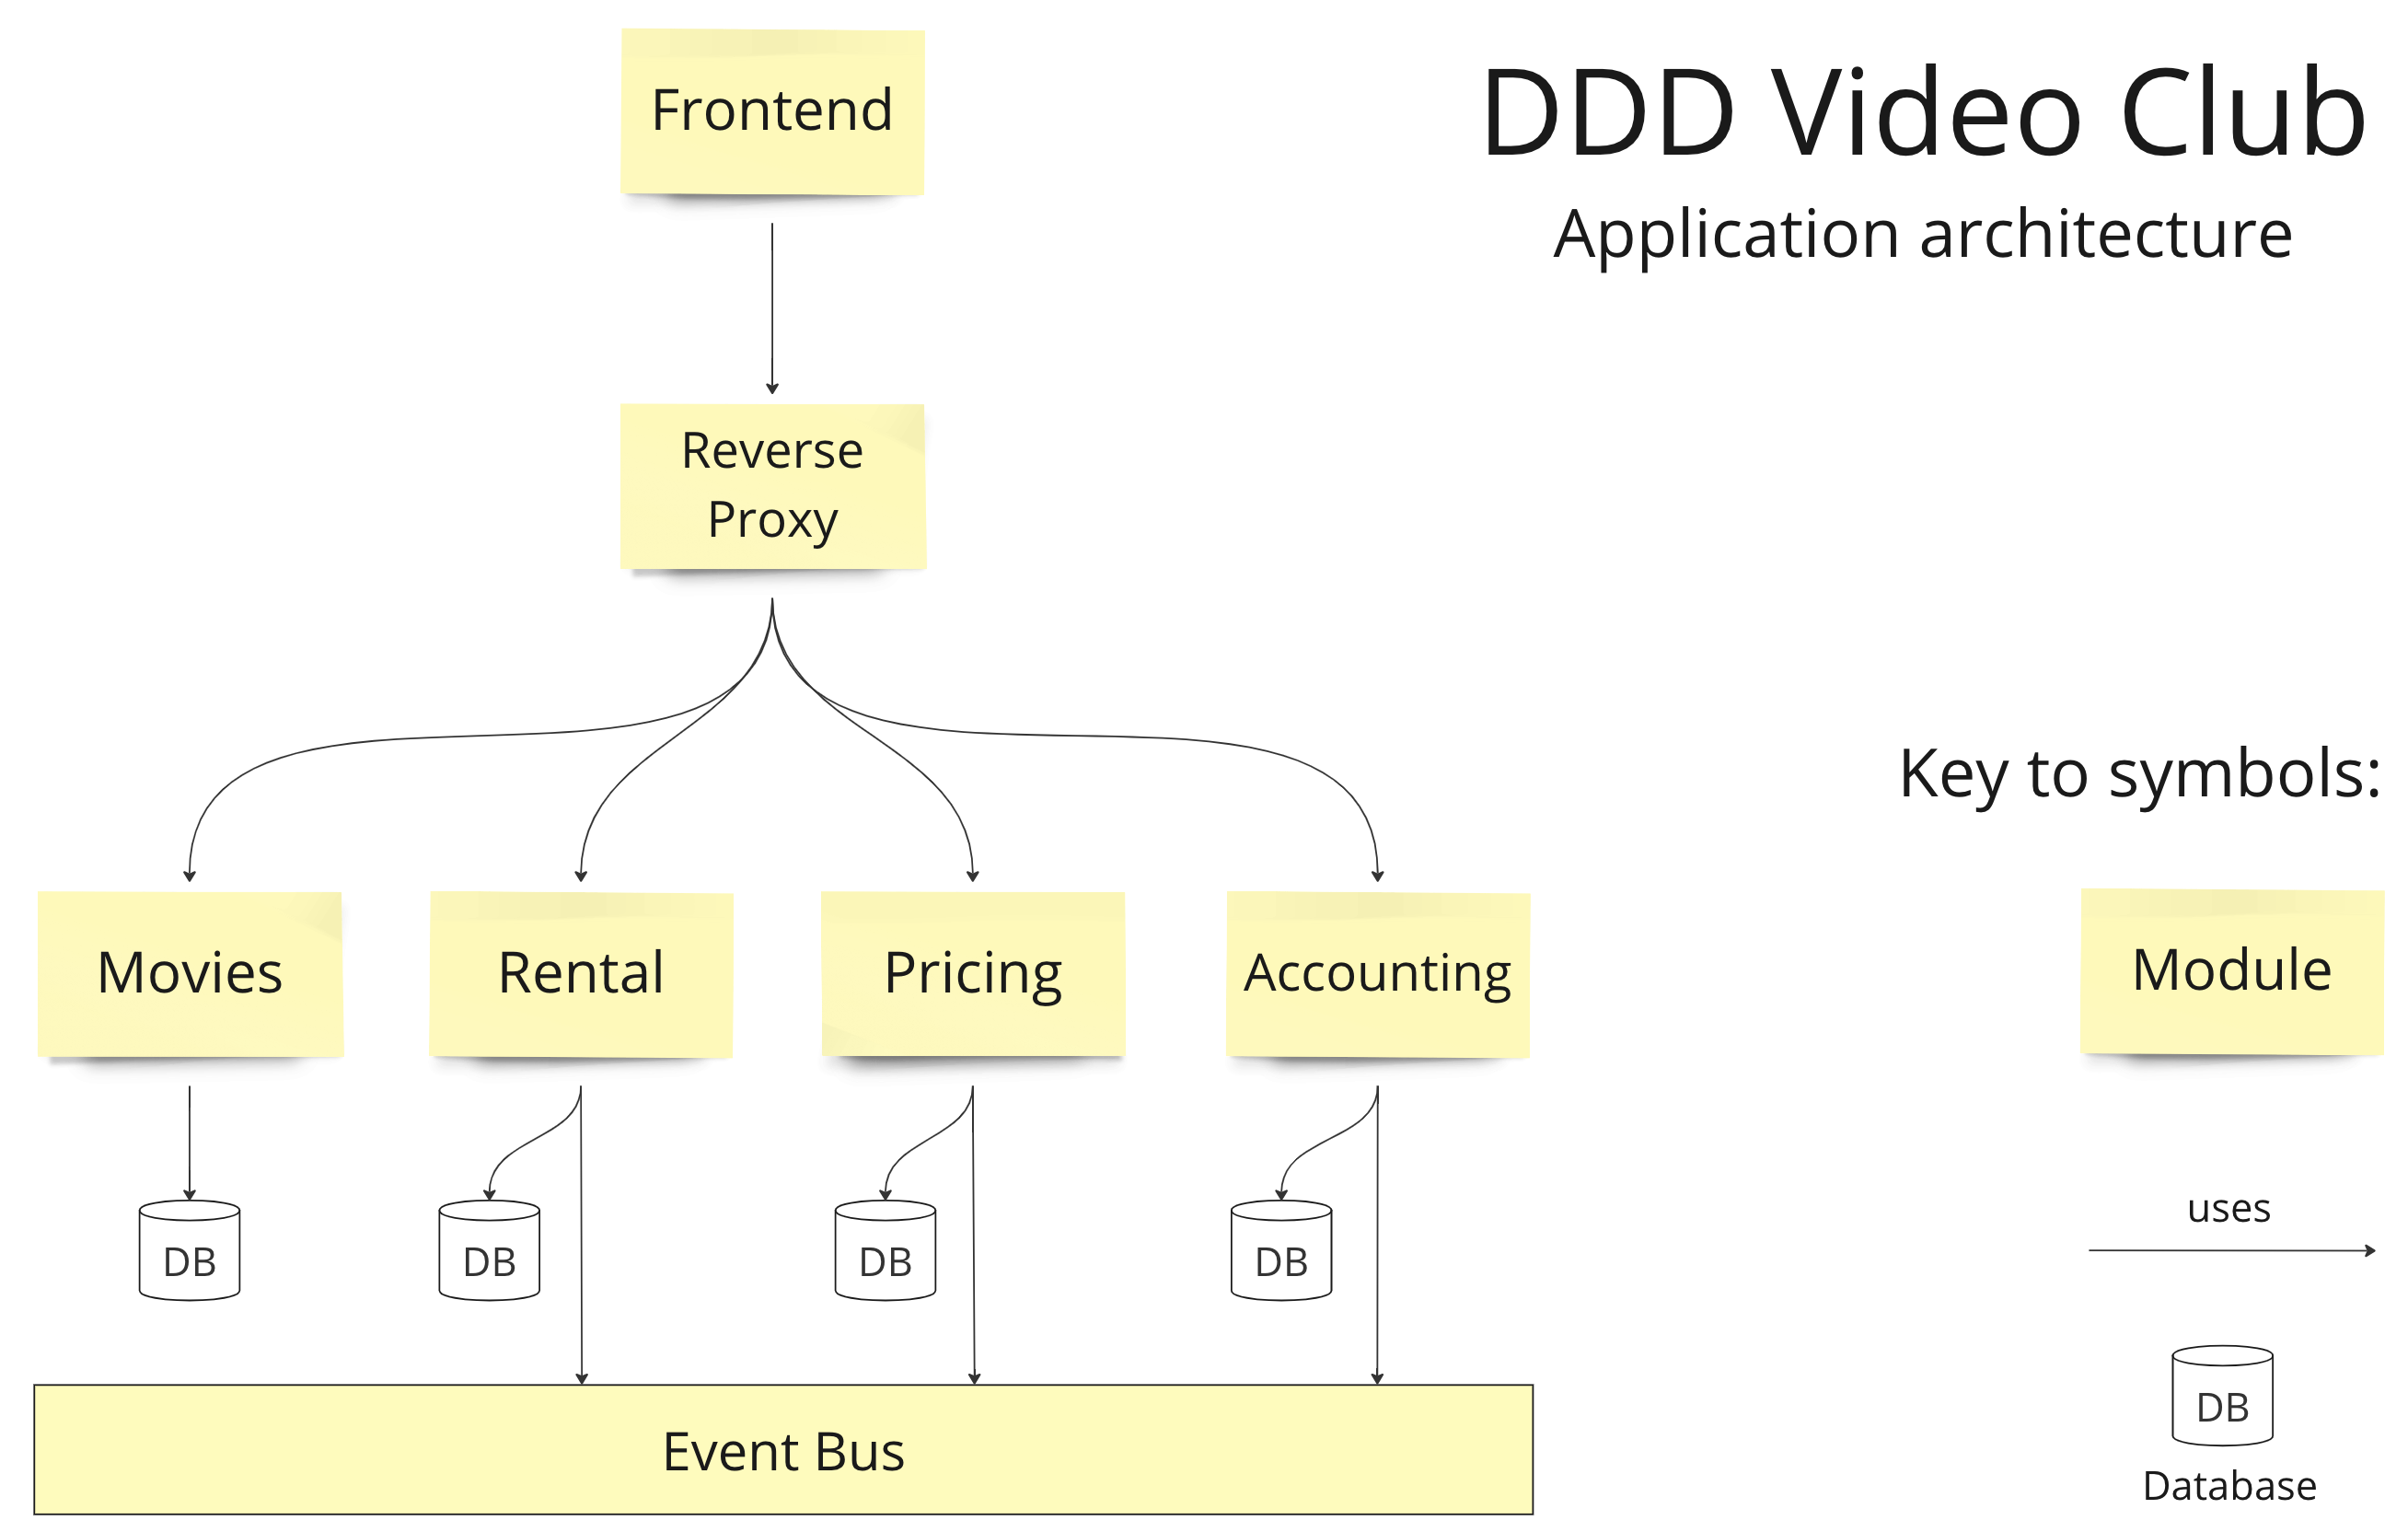 DDD Video Club
Application architecture
Frontend
Reverse
Proxy
Movies
Rental
Pricing
Accounting
DB
DB
DB
DB
Event Bus
Key to symbols:
Module
uses
DB
Database